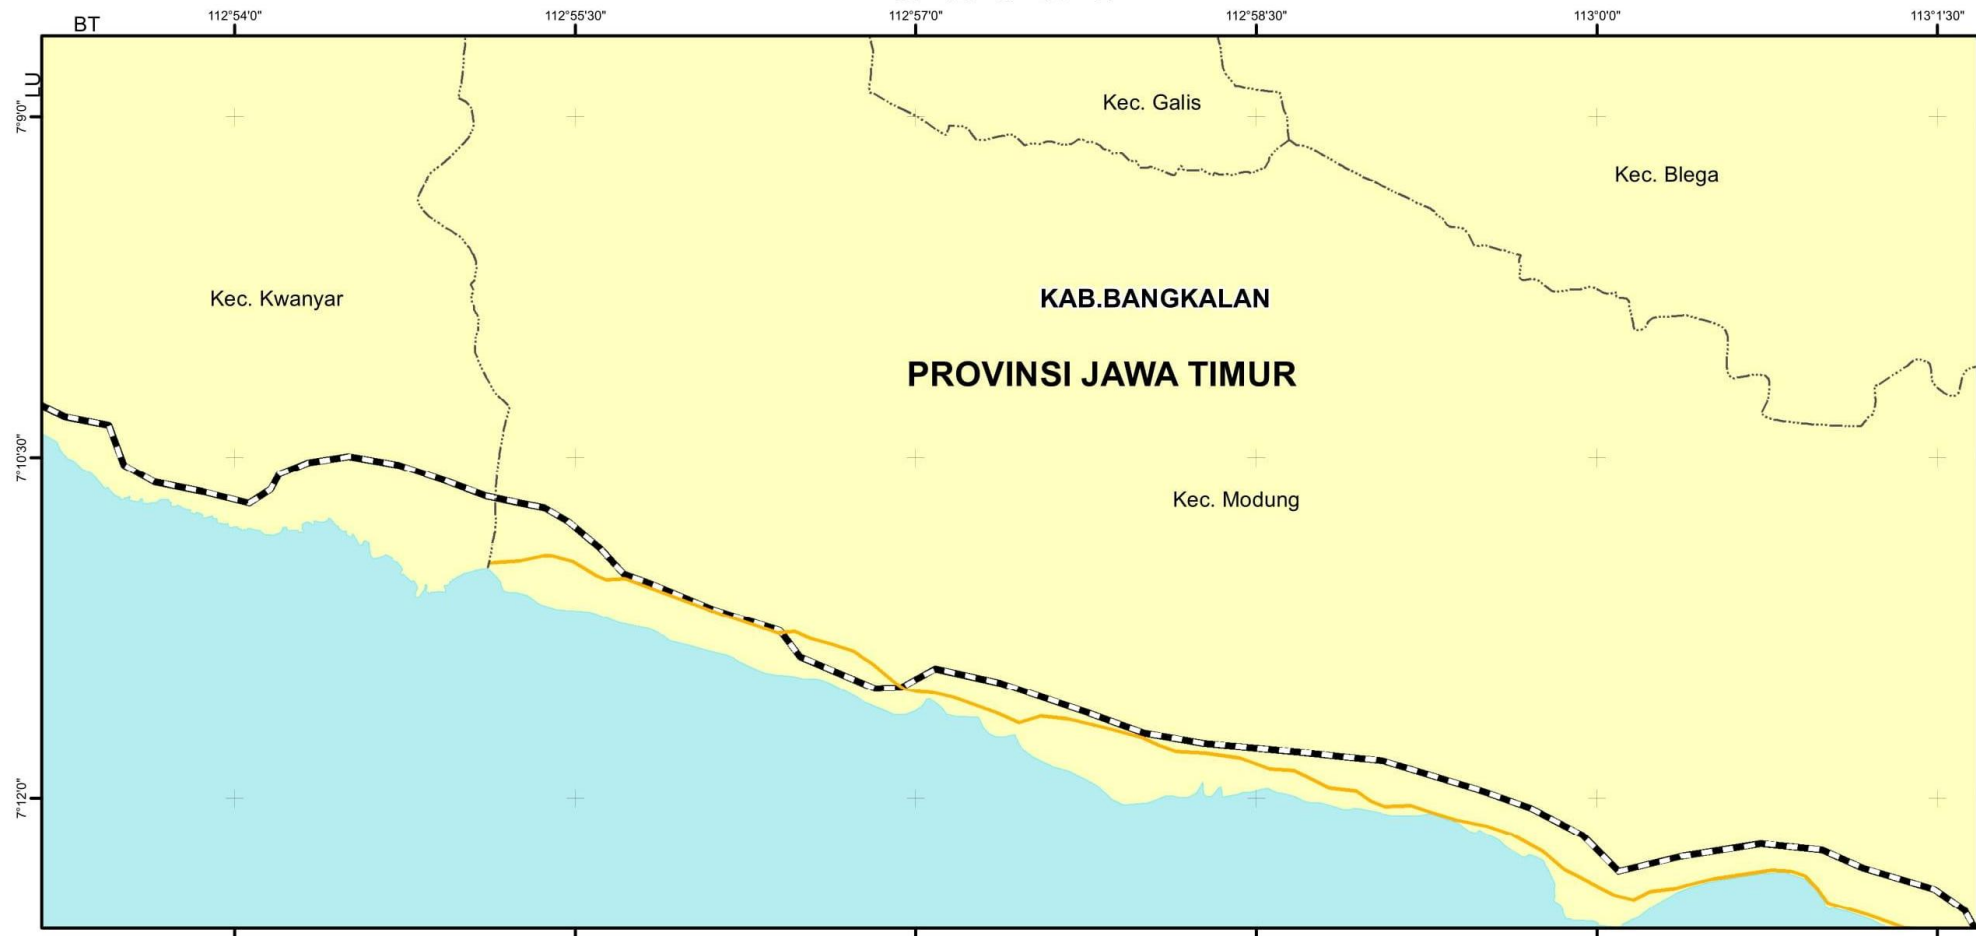 BT
112°54'0"
112°55'30"
112°57'0"
112°58'30"
113°0'0"
113°1'30"
LU
7°9'0"
Kec. Galis
Kec. Blega
Kec. Kwanyar
KAB.BANGKALAN
PROVINSI JAWA TIMUR
7°10'30"
Kec. Modung
7°12'0"